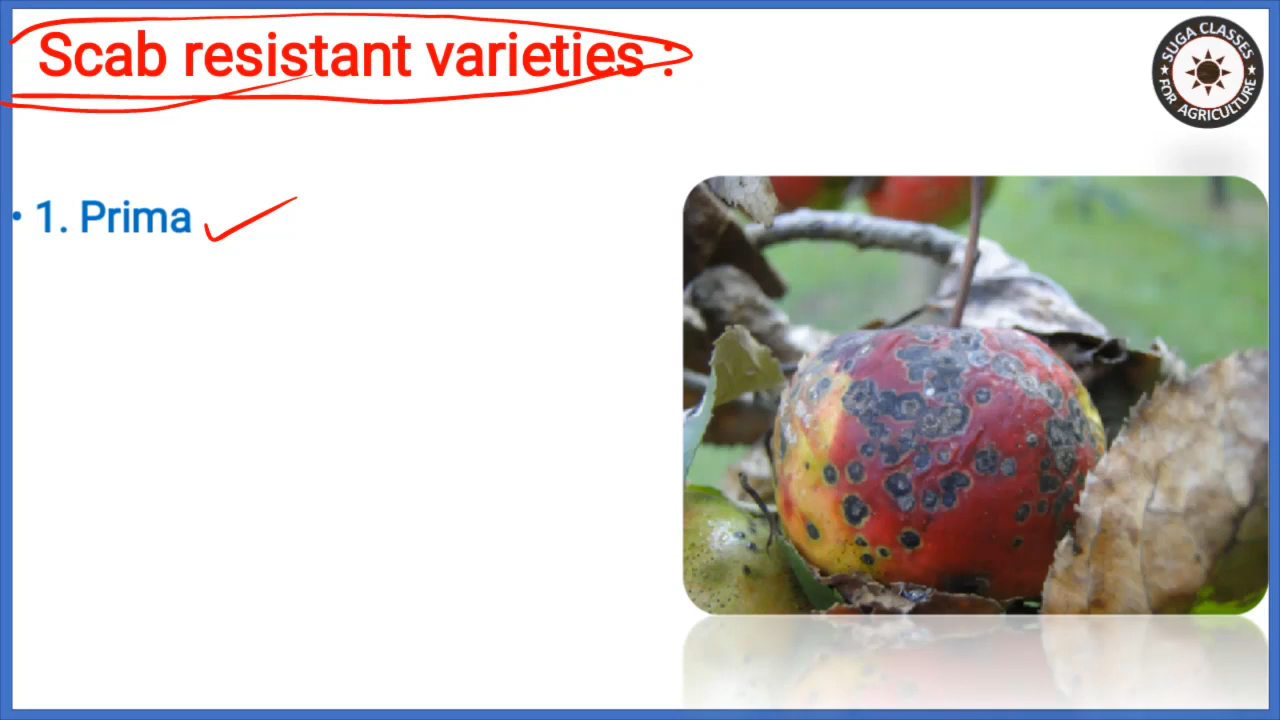 Scab resistant varieties :
SUGA CLASSES
FOR AGRICULTURE
• 1. Prima